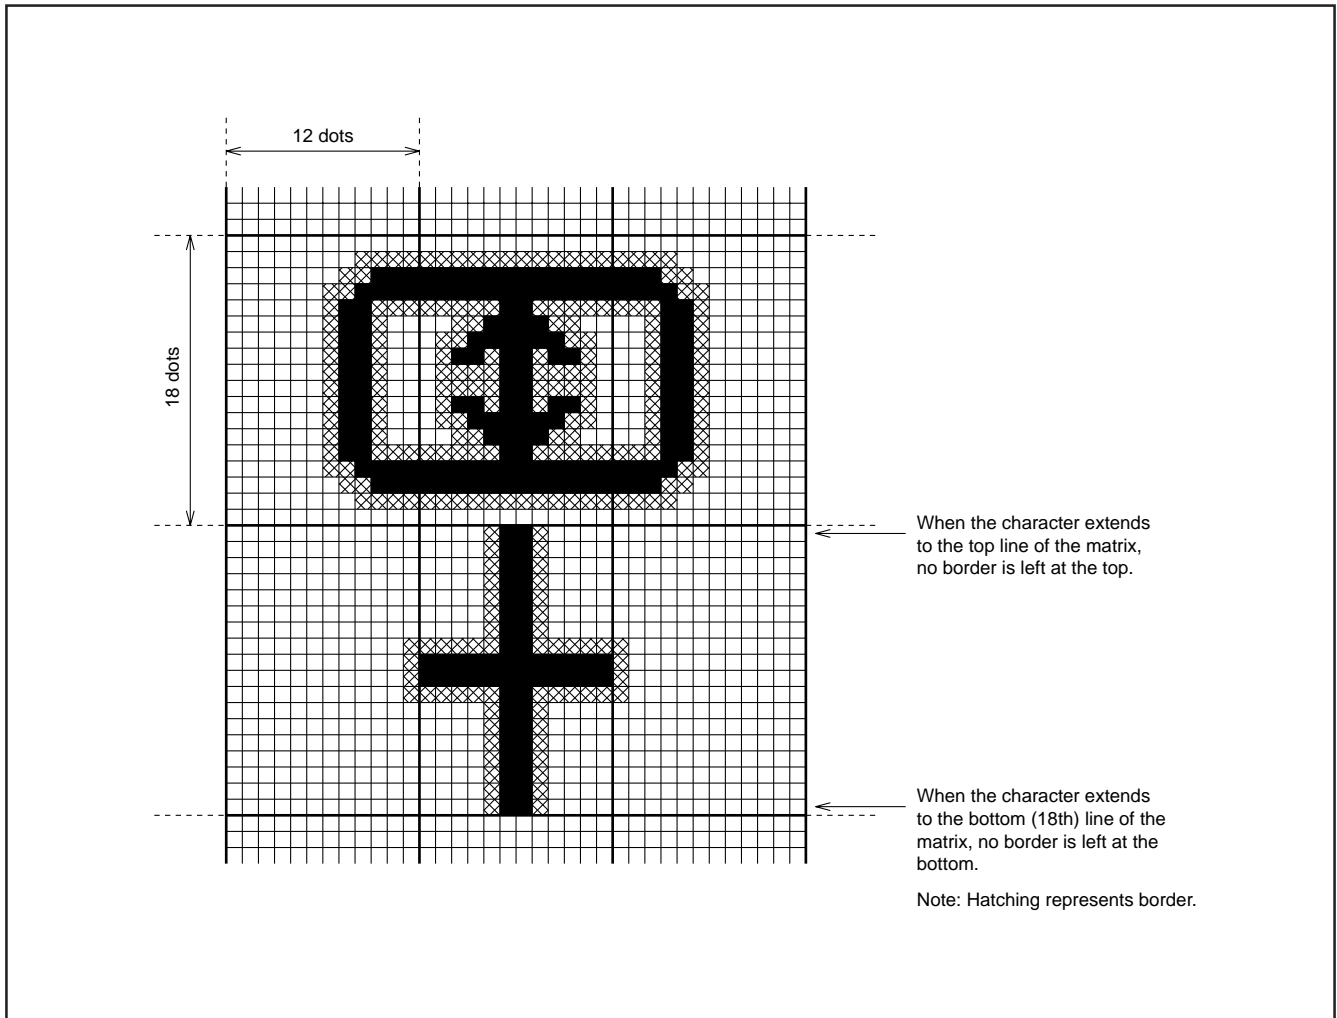 12 dots
18 dots
When the character extends
to the top line of the matrix,
no border is left at the top.
When the character extends
to the bottom (18th) line of the
matrix, no border is left at the
bottom.
Note: Hatching represents border.